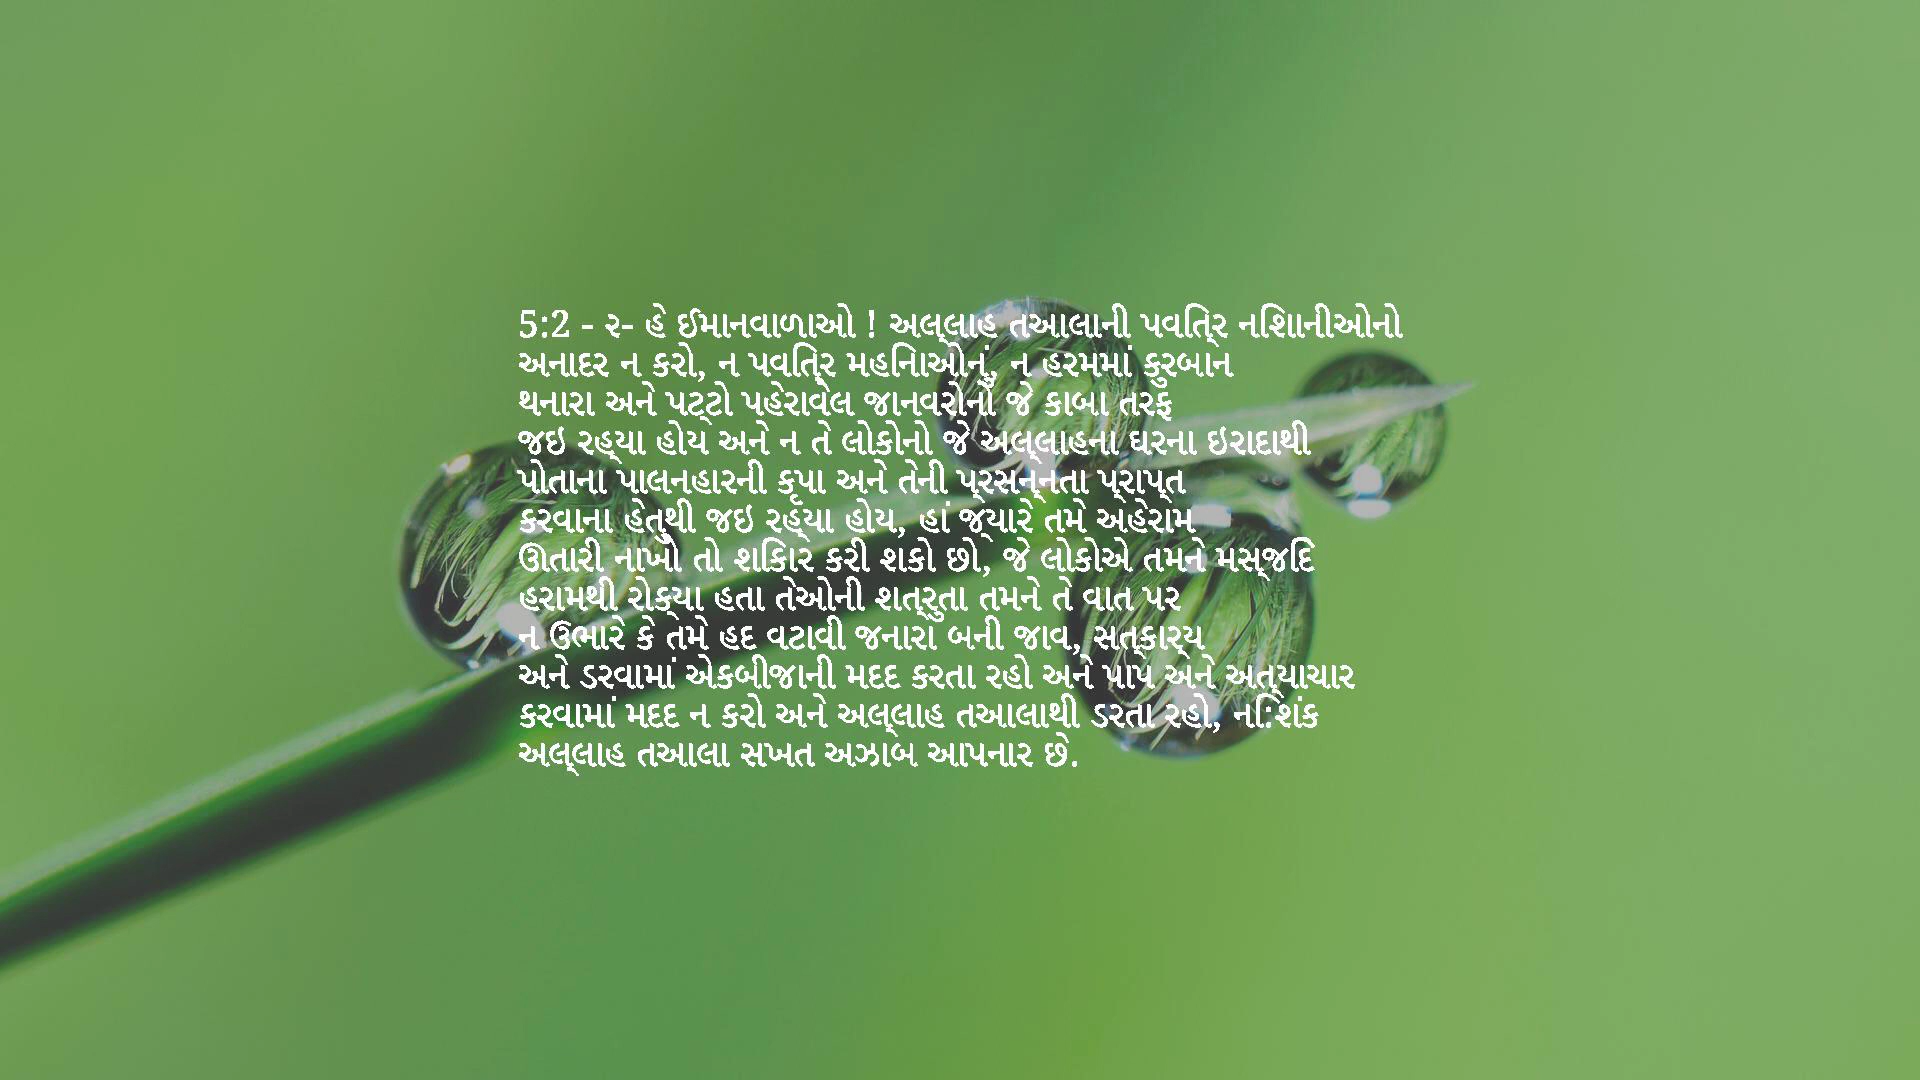 5:2 - ૨- હે ઈમાનવાળાઓ ! અલ્લાહ તઆલાની પવિત્ર નિશાનીઓનો
અનાદર ન કરો, ન પવિત્ર મહિનાઓનું, ન હરમમાં કુરબાન
થનારા અને પટ્ટો પહેરાવેલ જાનવરોનો જે કાબા તરફ
જઇ રહ્યા હોય અને ન તે લોકોનો જે અલ્લાહના ઘરના ઇરાદાથી
પોતાના પાલનહારની કૃપા અને તેની પ્રસન્નતા પ્રાપ્ત
કરવાના હેતુથી જઇ રહ્યા હોય, હાં જ્યારે તમે અહેરામ
ઊતારી નાખો તો શિકાર કરી શકો છો, જે લોકોએ તમને મસ્જિદે
હરામથી રોક્યા હતા તેઓની શત્રુતા તમને તે વાત પર
ન ઉભારે કે તમે હદ વટાવી જનારા બની જાવ, સત્કાર્ય
અને ડરવામાં એકબીજાની મદદ કરતા રહો અને પાપ અને અત્યાચાર
કરવામાં મદદ ન કરો અને અલ્લાહ તઆલાથી ડરતા રહો, નિ:શંક
અલ્લાહ તઆલા સખત અઝાબ આપનાર છે.